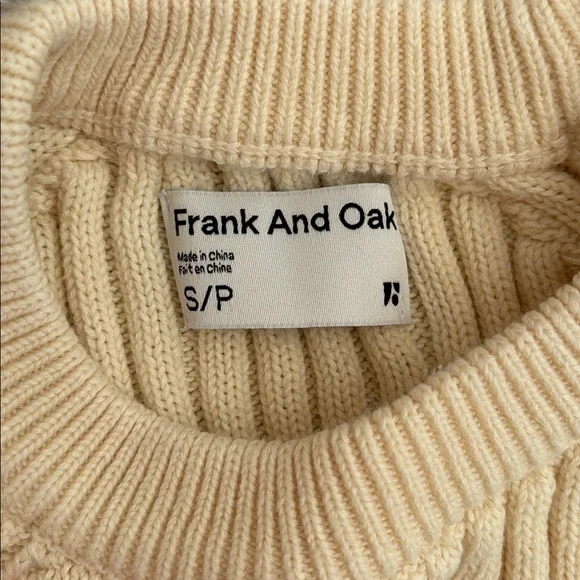 Frank And Oak
Made in China
Fait en Chine
S/P